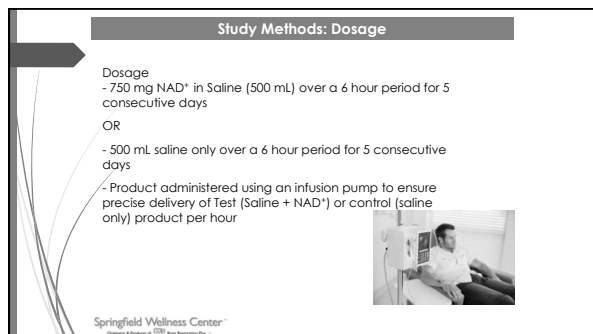 Study Methods: Dosage
Dosage
- 750 mg NAD⁺ in Saline (500 mL) over a 6 hour period for 5
consecutive days
OR
- 500 mL saline only over a 6 hour period for 5 consecutive
days
- Product administered using an infusion pump to ensure
precise delivery of Test (Saline + NAD⁺) or control (saline
only) product per hour
Springfield Wellness Center™